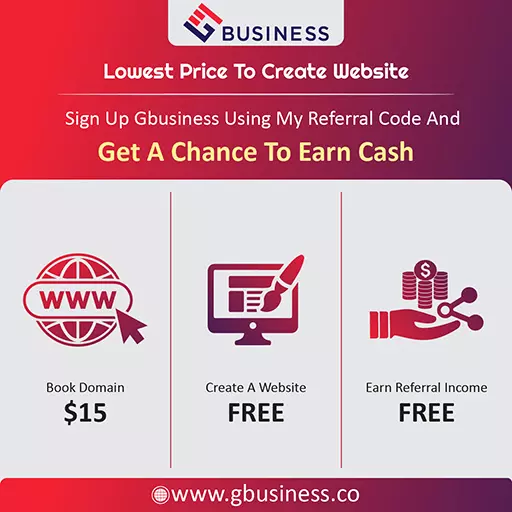 BUSINESS
Lowest Price To Create Website
Sign Up Gbusiness Using My Referral Code And
Get A Chance To Earn Cash
WWW
Book Domain
$15
Create A Website
FREE
$
Earn Referral Income
FREE
www.gbusiness.co